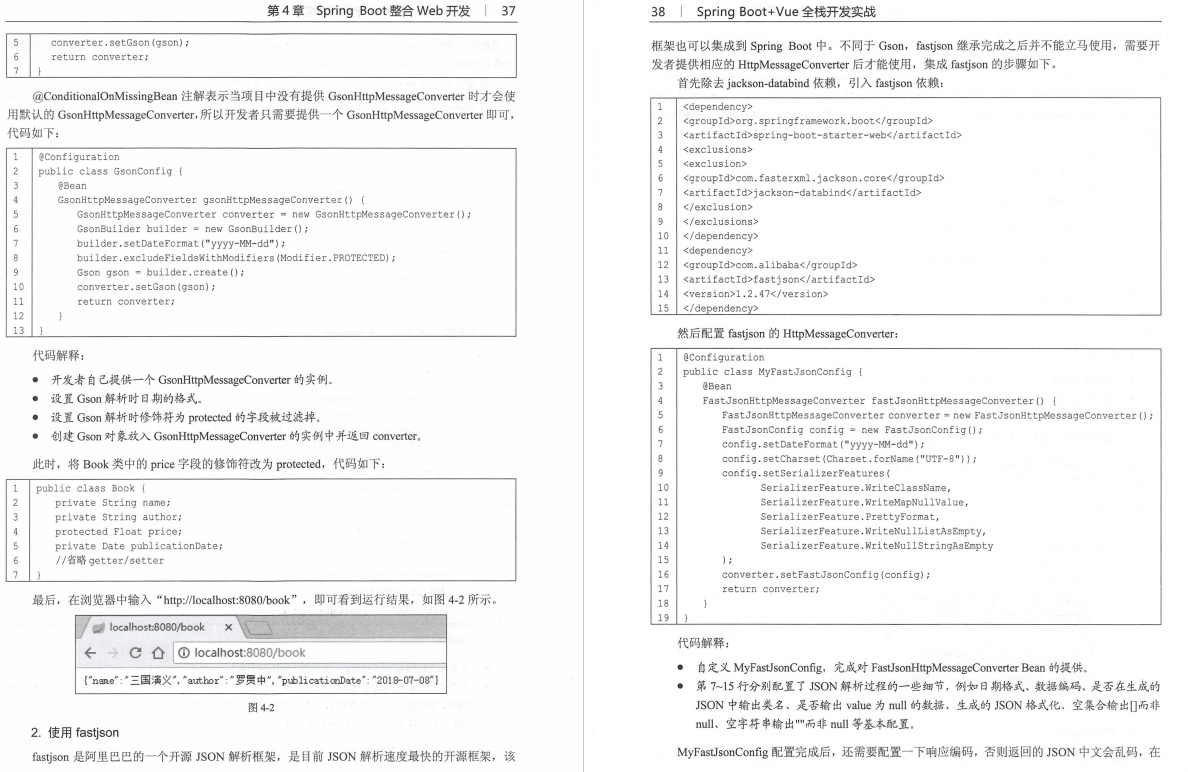 第4章 Spring Boot 整合 Web 开发 | 37
5 converter.setGson(gson);
6 return converter;
7 }
@ConditionalOnMissingBean 注解表示当项目中没有提供 GsonHttpMessageConverter 时才会使
用默认的 GsonHttpMessageConverter,所以开发者只需要提供一个 GsonHttpMessageConverter 即可,
代码如下:
1 @Configuration
2 public class GsonConfig {
3 @Bean
4 GsonHttpMessageConverter gsonHttpMessageConverter() {
5 GsonHttpMessageConverter converter = new GsonHttpMessageConverter();
6 GsonBuilder builder = new GsonBuilder();
7 builder.setDateFormat("yyyy-MM-dd");
8 builder.excludeFieldsWithModifiers(Modifier.PROTECTED);
9 Gson gson = builder.create();
10 converter.setGson(gson);
11 return converter;
12 }
13 }
代码解释:
● 开发者自己提供一个 GsonHttpMessageConverter 的实例。
● 设置 Gson 解析时日期的格式。
● 设置 Gson 解析时修饰符为 protected 的字段被过滤掉。
● 创建 Gson 对象放入 GsonHttpMessageConverter 的实例中并返回 converter。
此时,将 Book 类中的 price 字段的修饰符改为 protected,代码如下:
1 public class Book {
2 private String name;
3 private String author;
4 protected Float price;
5 private Date publicationDate;
6 //省略 getter/setter
7 }
最后,在浏览器中输入“http://localhost:8080/book”,即可看到运行结果,如图 4-2 所示。
localhost:8080/book ×
localhost:8080/book
{"name":"三国演义","author":"罗贯中","publicationDate":"2018-07-08"}
图 4-2
2. 使用 fastjson
fastjson 是阿里巴巴的一个开源 JSON 解析框架,是目前 JSON 解析速度最快的开源框架,该
38 | Spring Boot+Vue 全栈开发实战
框架也可以集成到 Spring Boot 中。不同于 Gson,fastjson 继承完成之后并不能立马使用,需要开
发者提供相应的 HttpMessageConverter 后才能使用,集成 fastjson 的步骤如下。
首先除去 jackson-databind 依赖,引入 fastjson 依赖:
1 <dependency>
2 <groupId>org.springframework.boot</groupId>
3 <artifactId>spring-boot-starter-web</artifactId>
4 <exclusions>
5 <exclusion>
6 <groupId>com.fasterxml.jackson.core</groupId>
7 <artifactId>jackson-databind</artifactId>
8 </exclusion>
9 </exclusions>
10 </dependency>
11 <dependency>
12 <groupId>com.alibaba</groupId>
13 <artifactId>fastjson</artifactId>
14 <version>1.2.47</version>
15 </dependency>
然后配置 fastjson 的 HttpMessageConverter:
1 @Configuration
2 public class MyFastJsonConfig {
3 @Bean
4 FastJsonHttpMessageConverter fastJsonHttpMessageConverter() {
5 FastJsonHttpMessageConverter converter = new FastJsonHttpMessageConverter();
6 FastJsonConfig config = new FastJsonConfig();
7 config.setDateFormat("yyyy-MM-dd");
8 config.setCharset(Charset.forName("UTF-8"));
9 config.setSerializerFeatures(
10 SerializerFeature.WriteClassName,
11 SerializerFeature.WriteMapNullValue,
12 SerializerFeature.PrettyFormat,
13 SerializerFeature.WriteNullListAsEmpty,
14 SerializerFeature.WriteNullStringAsEmpty
15 );
16 converter.setFastJsonConfig(config);
17 return converter;
18 }
19 }
代码解释:
● 自定义 MyFastJsonConfig,完成对 FastJsonHttpMessageConverter Bean 的提供。
● 第 7~15 行分别配置了 JSON 解析过程的一些细节,例如日期格式、数据编码、是否在生成的
JSON 中输出类名、是否输出 value 为 null 的数据、生成的 JSON 格式化、空集合输出[]而非
null、空字符串输出""而非 null 等基本配置。
MyFastJsonConfig 配置完成后,还需要配置一下响应编码,否则返回的 JSON 中文会乱码,在